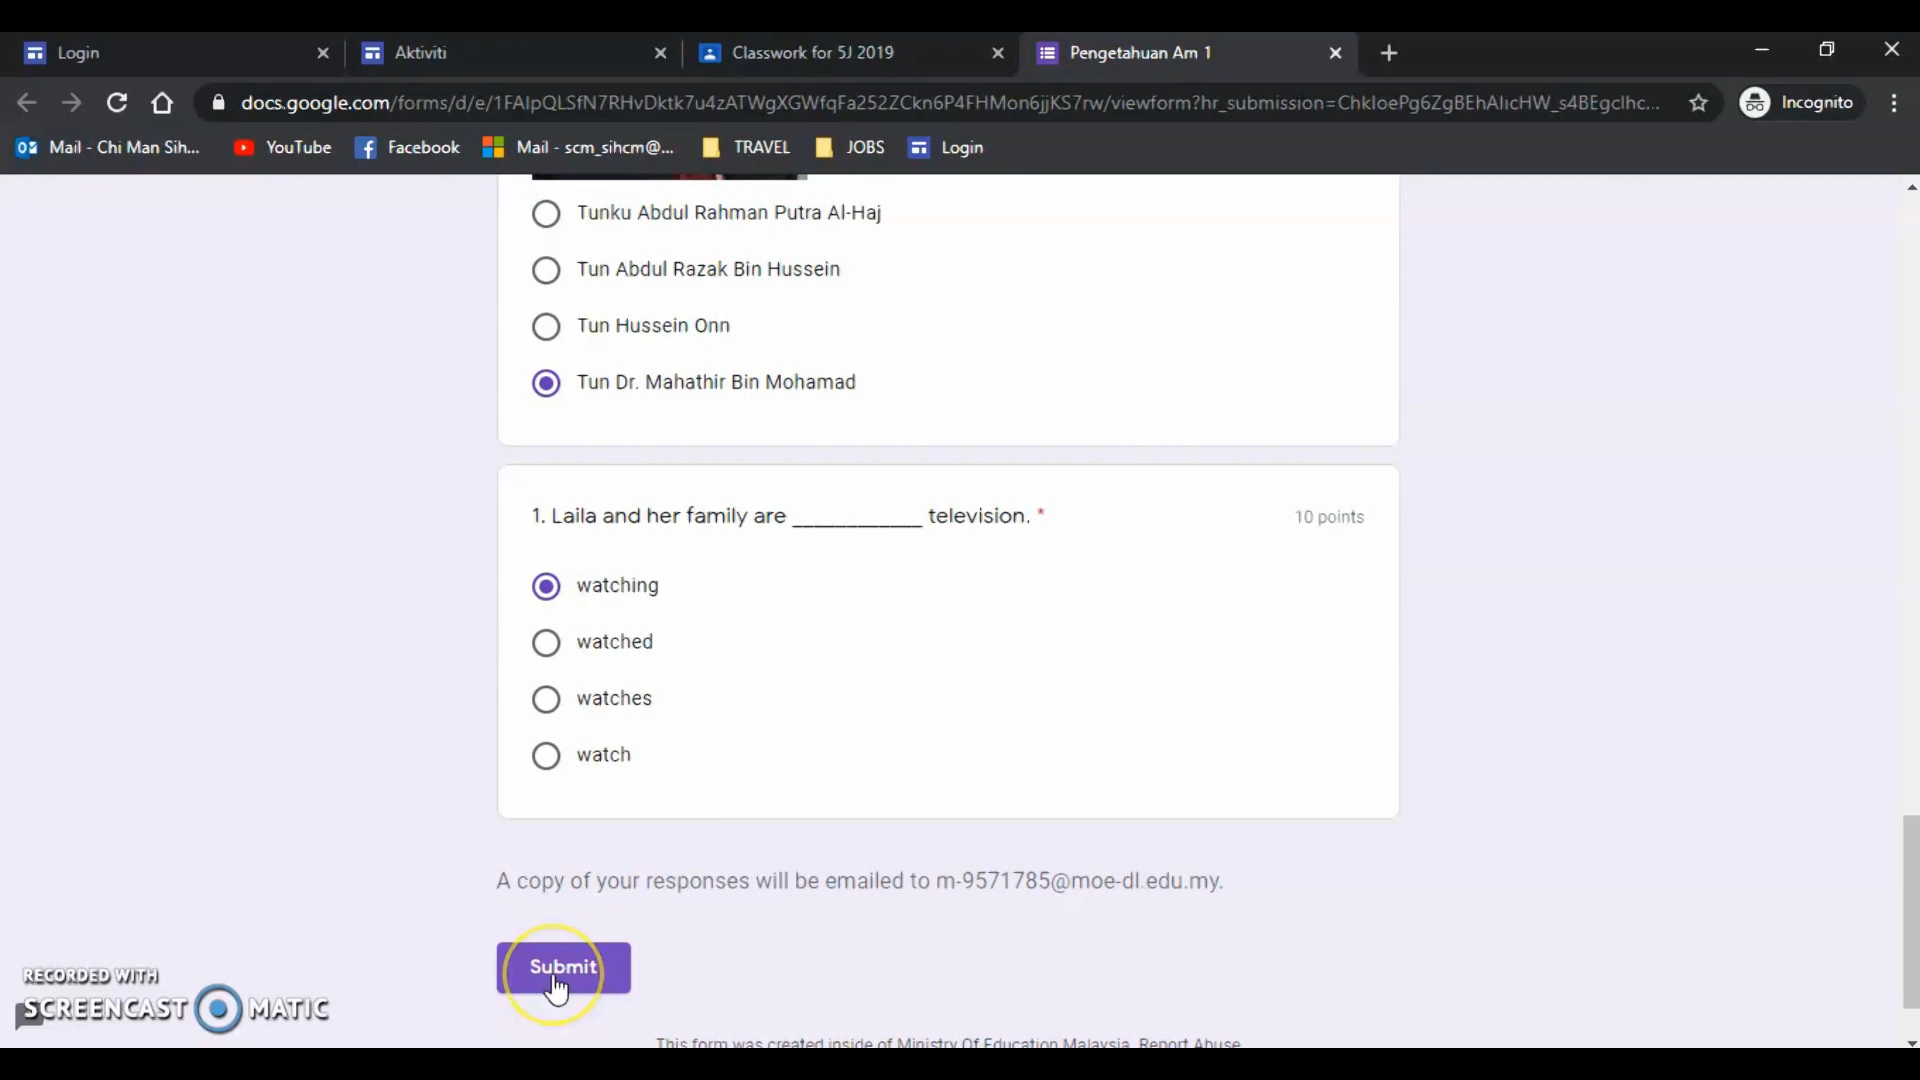 Login
Aktiviti
Classwork for 5J 2019
Pengetahuan Am 1
docs.google.com/forms/d/e/1FAIpQLSfN7RHvDktk7u4zATWgXGWfqFa252ZCkn6P4FHMon6jjKS7rw/viewform?hr_submission=ChkIoePg6ZgBEhAIicHW_s4BEgcIhc...
Incognito
Mail - Chi Man Sih...
YouTube
Facebook
Mail - scm_sihcm@...
TRAVEL
JOBS
Login
Tunku Abdul Rahman Putra Al-Haj
Tun Abdul Razak Bin Hussein
Tun Hussein Onn
Tun Dr. Mahathir Bin Mohamad
1. Laila and her family are ____________ television. *
10 points
watching
watched
watches
watch
A copy of your responses will be emailed to m-9571785@moe-dl.edu.my.
Submit
RECORDED WITH
SCREENCAST MATIC
This form was created inside of Ministry Of Education Malaysia. Report Abuse